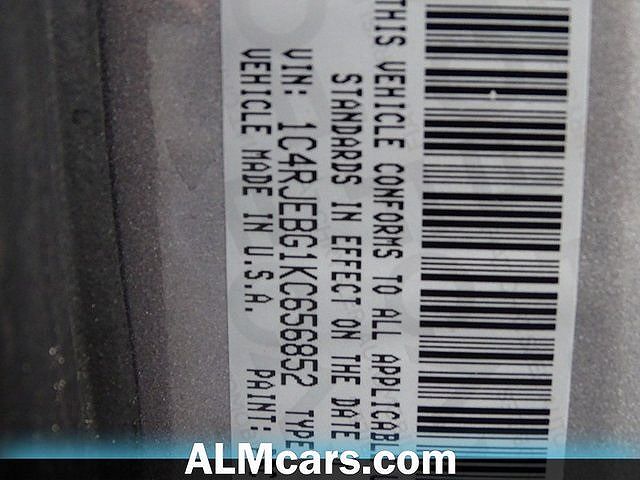 THIS VEHICLE CONFORMS TO ALL APPLICABL
STANDARDS IN EFFECT ON THE DATE
VIN: 1C4RJEBG1KC656852 TYPE
VEHICLE MADE IN U.S.A. PAINT:
ALMcars.com